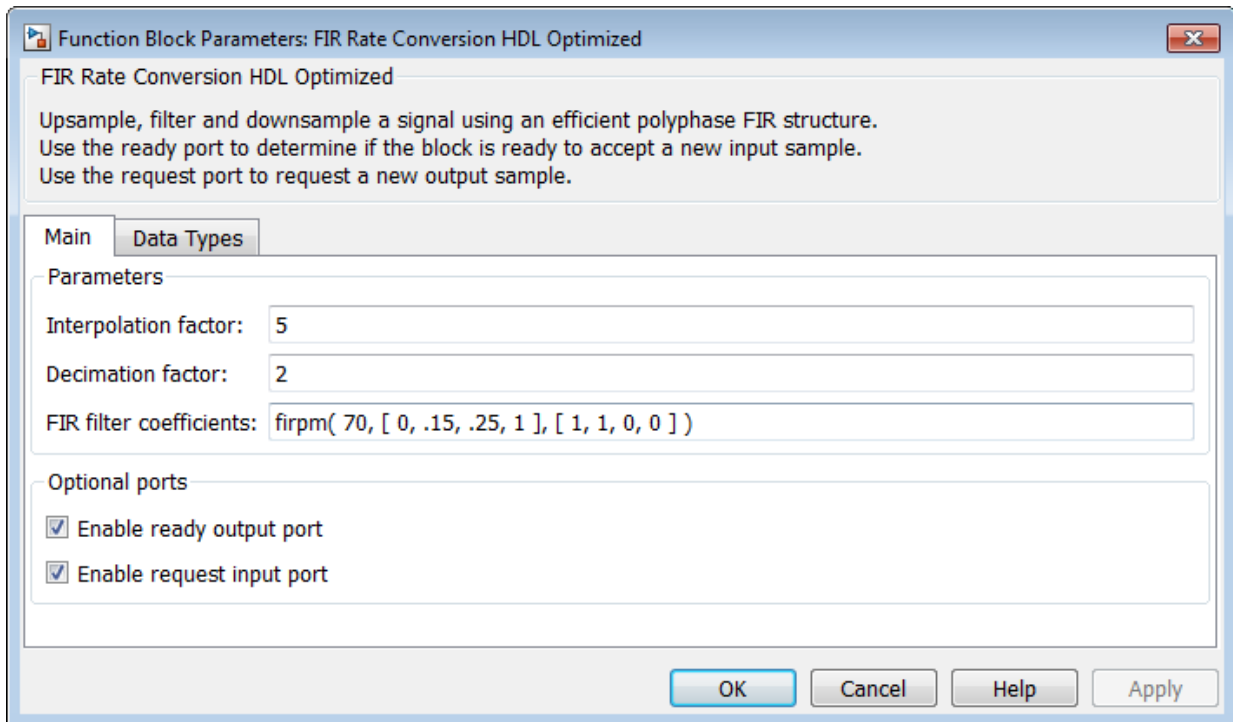 Function Block Parameters: FIR Rate Conversion HDL Optimized
FIR Rate Conversion HDL Optimized
Upsample, filter and downsample a signal using an efficient polyphase FIR structure.
Use the ready port to determine if the block is ready to accept a new input sample.
Use the request port to request a new output sample.
Main Data Types
Parameters
Interpolation factor: 5
Decimation factor: 2
FIR filter coefficients: firpm( 70, [ 0, .15, .25, 1 ], [ 1, 1, 0, 0 ] )
Optional ports
Enable ready output port
Enable request input port
OK Cancel Help Apply